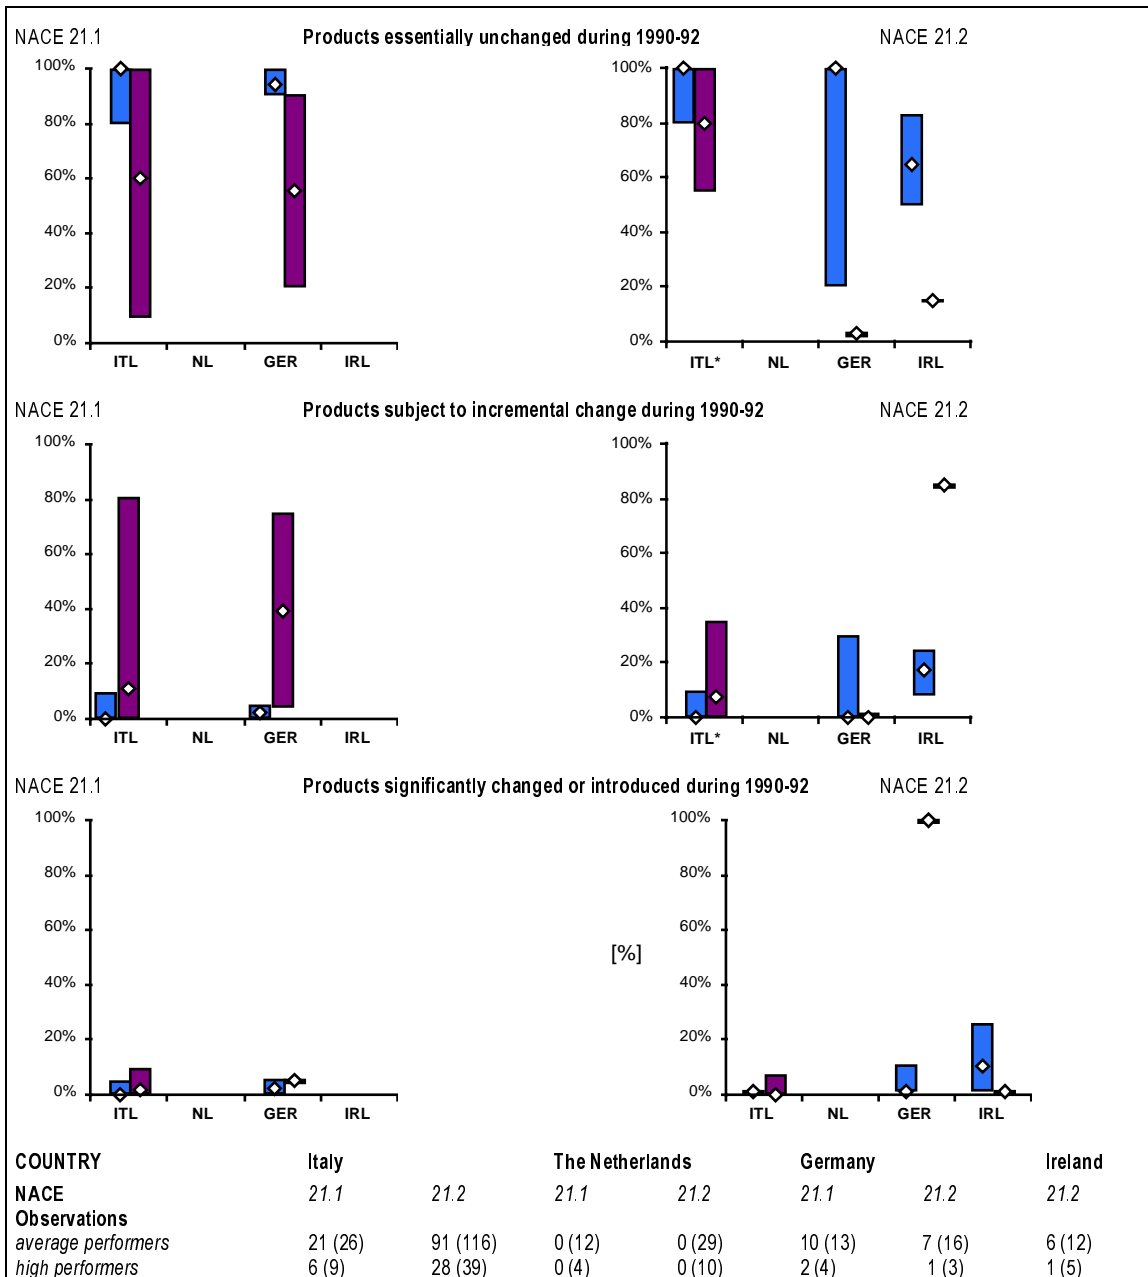 NACE 21.1 Products essentially unchanged during 1990-92 NACE 21.2
100% 100%
80% 80%
60% 60%
40% 40%
20% 20%
0% 0%
ITL NL GER IRL ITL* NL GER IRL
NACE 21.1 Products subject to incremental change during 1990-92 NACE 21.2
100% 100%
80% 80%
60% 60%
40% 40%
20% 20%
0% 0%
ITL NL GER IRL ITL* NL GER IRL
NACE 21.1 Products significantly changed or introduced during 1990-92 NACE 21.2
100% 100%
80% 80%
60% 60%
[%]
40% 40%
20% 20%
0% 0%
ITL NL GER IRL ITL NL GER IRL
COUNTRY Italy The Netherlands Germany Ireland
NACE 21.1 21.2 21.1 21.2 21.1 21.2 21.2
Observations
average performers 21 (26) 91 (116) 0 (12) 0 (29) 10 (13) 7 (16) 6 (12)
high performers 6 (9) 28 (39) 0 (4) 0 (10) 2 (4) 1 (3) 1 (5)